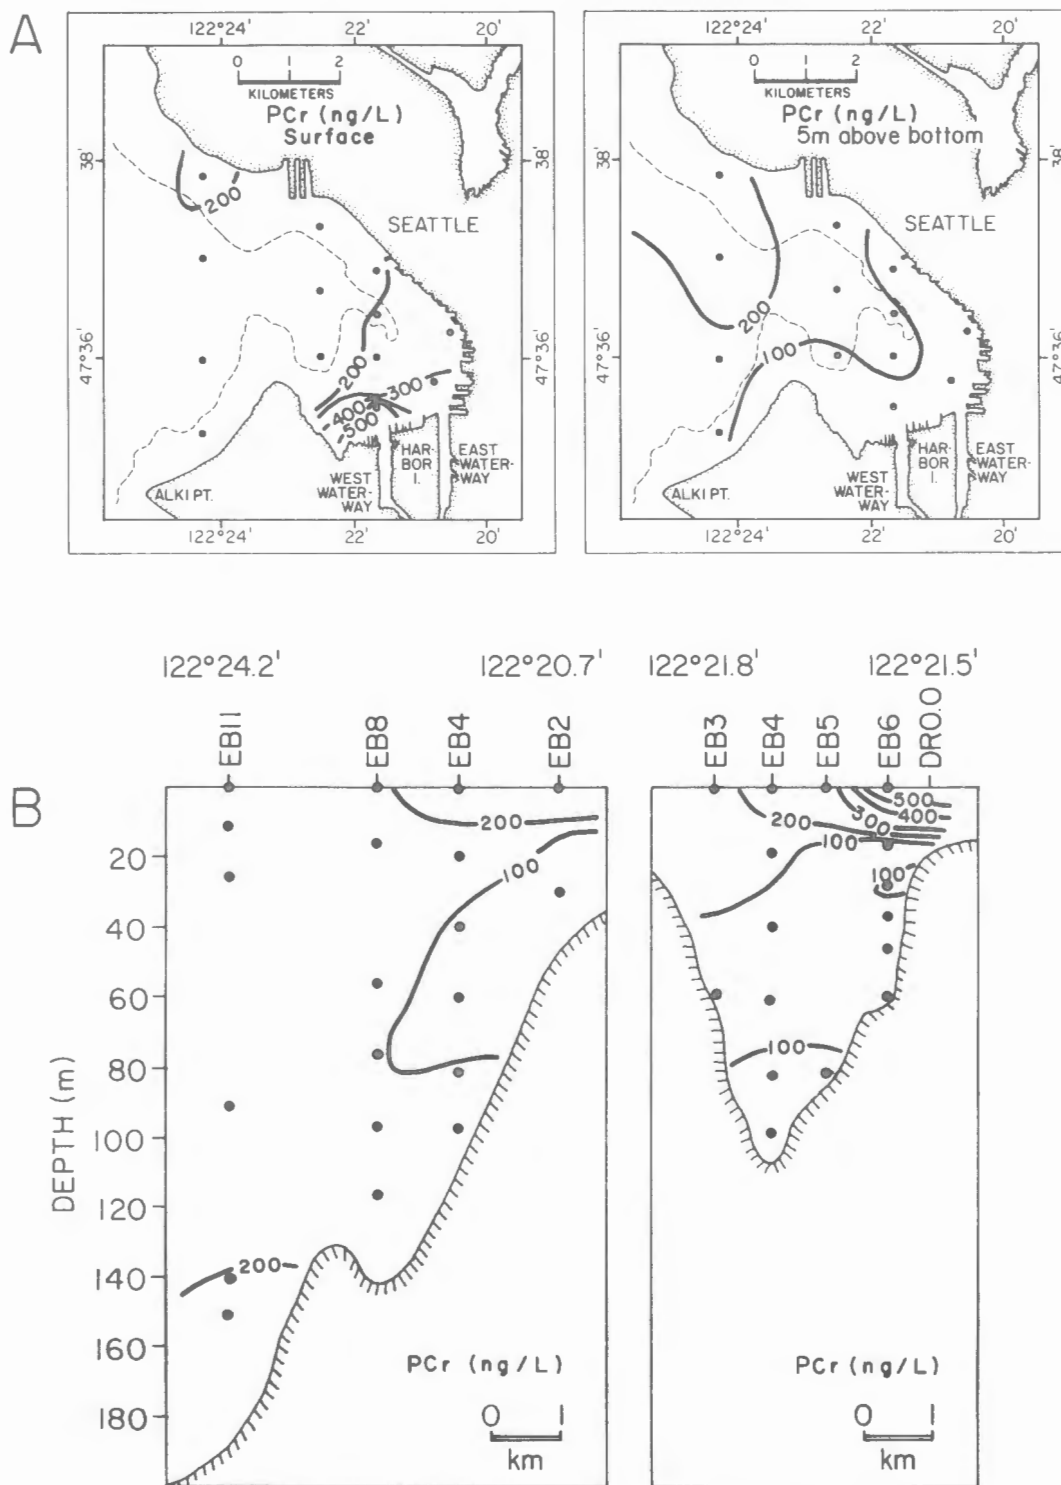 A
122°24'
22'
20'
0 1 2
KILOMETERS
PCr (ng/L)
Surface
38'
200
SEATTLE
47°36'
200
300
400
500
ALKI PT.
WEST
WATER-
WAY
HAR-
BOR
I.
EAST
WATER-
WAY
122°24'
22'
20'
122°24'
22'
20'
0 1 2
KILOMETERS
PCr (ng/L)
5m above bottom
38'
38'
SEATTLE
200
100
47°36'
47°36'
ALKI PT.
WEST
WATER-
WAY
HAR-
BOR
I.
EAST
WATER-
WAY
122°24'
22'
20'
B
122°24.2'
122°20.7'
EB11
EB8
EB4
EB2
200
100
200
20
40
60
80
100
120
140
160
180
DEPTH (m)
PCr (ng/L)
0 1
km
122°21.8'
122°21.5'
EB3
EB4
EB5
EB6
DR0.0
500
400
300
200
100
100
100
PCr (ng/L)
0 1
km